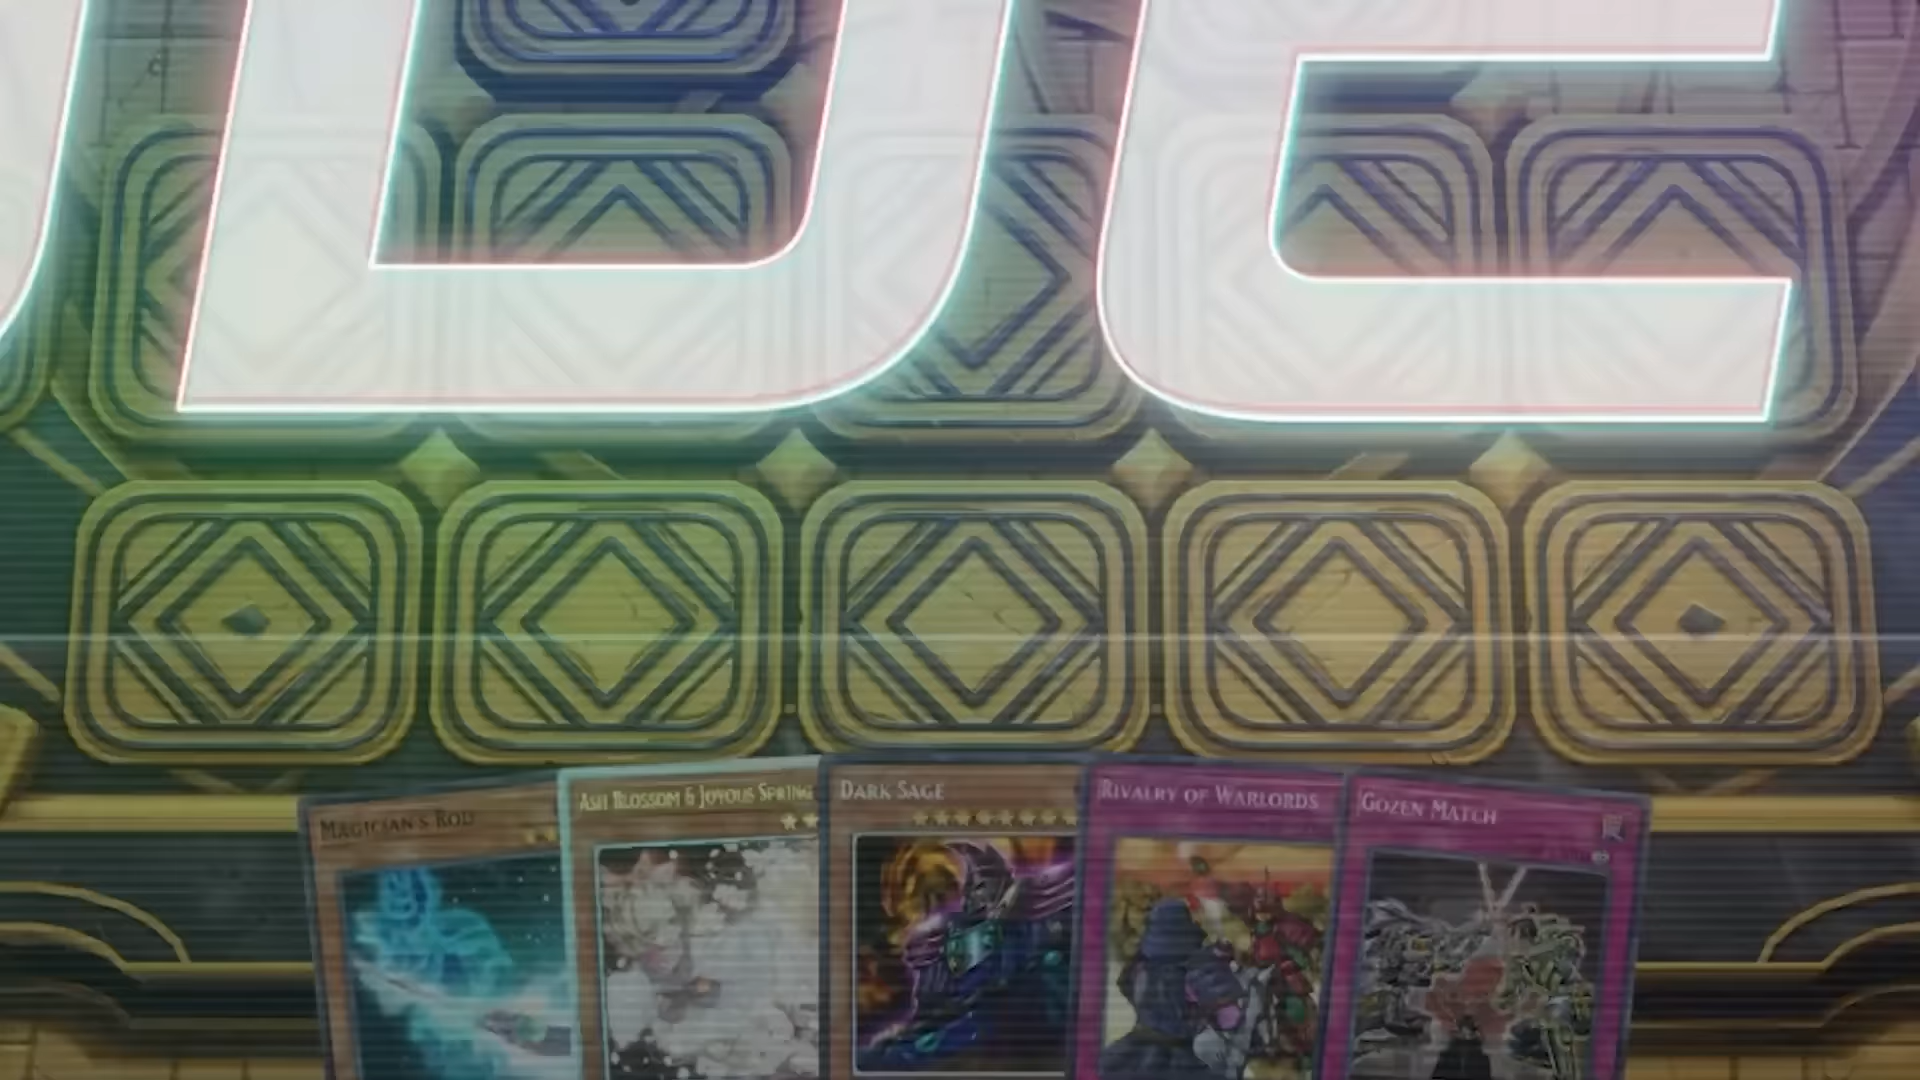 MAGICIAN'S ROD
ASH BLOSSOM & JOYOUS SPRING
DARK SAGE
RIVALRY OF WARLORDS
GOZEN MATCH